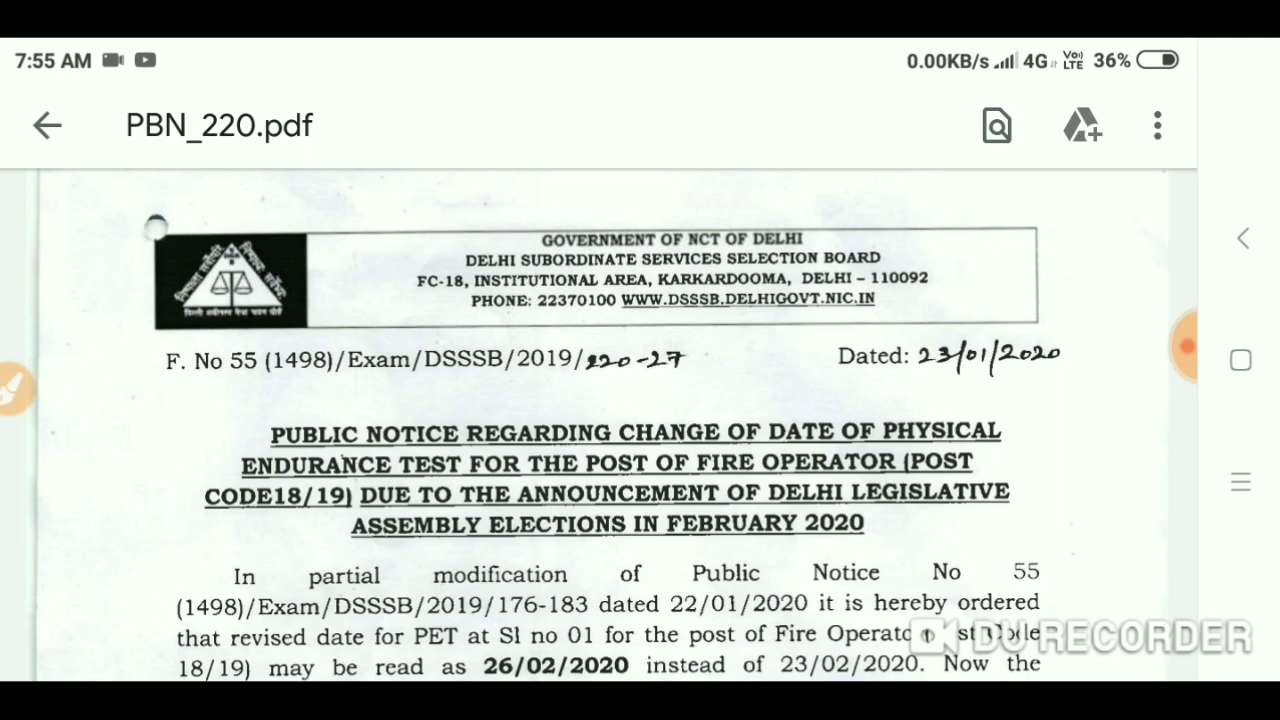 7:55 AM
0.00KB/s 4G Vo) LTE 36%
PBN_220.pdf
GOVERNMENT OF NCT OF DELHI
DELHI SUBORDINATE SERVICES SELECTION BOARD
FC-18, INSTITUTIONAL AREA, KARKARDOOMA, DELHI – 110092
PHONE: 22370100 WWW.DSSSB.DELHIGOVT.NIC.IN
F. No 55 (1498)/Exam/DSSSB/2019/220-27 Dated: 23/01/2020
PUBLIC NOTICE REGARDING CHANGE OF DATE OF PHYSICAL
ENDURANCE TEST FOR THE POST OF FIRE OPERATOR (POST
CODE18/19) DUE TO THE ANNOUNCEMENT OF DELHI LEGISLATIVE
ASSEMBLY ELECTIONS IN FEBRUARY 2020
In partial modification of Public Notice No 55
(1498)/Exam/DSSSB/2019/176-183 dated 22/01/2020 it is hereby ordered
that revised date for PET at Sl no 01 for the post of Fire Code
18/19) may be read as 26/02/2020 instead of 23/02/2020. Now the
DU RECORDER